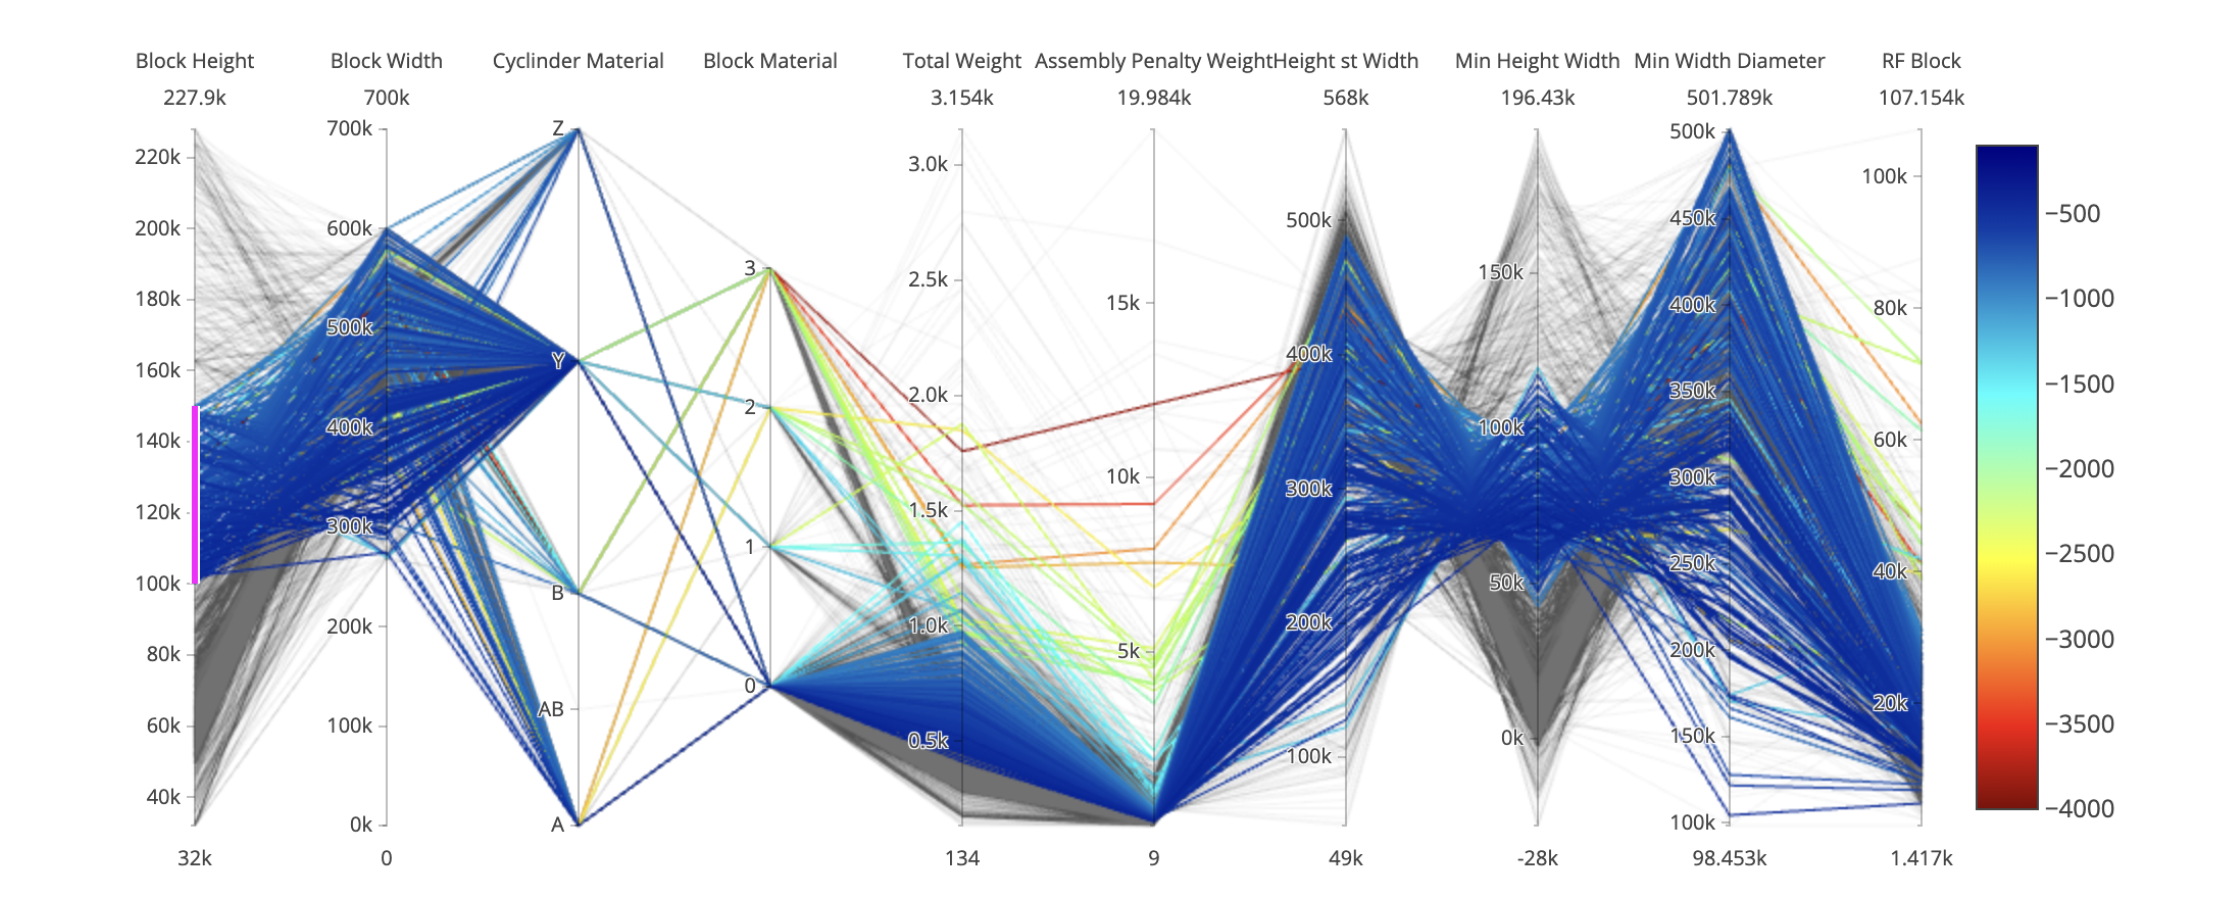 Block Height
Block Width
Cyclinder Material
Block Material
Total Weight
Assembly Penalty Weight
Height st Width
Min Height Width
Min Width Diameter
RF Block
227.9k
700k
3.154k
19.984k
568k
196.43k
501.789k
107.154k
220k
200k
180k
160k
140k
120k
100k
80k
60k
40k
700k
600k
500k
400k
300k
200k
100k
0k
Z
Y
B
AB
A
3
2
1
0
3.0k
2.5k
2.0k
1.5k
1.0k
0.5k
15k
10k
5k
500k
400k
300k
200k
100k
150k
100k
50k
0k
500k
450k
400k
350k
300k
250k
200k
150k
100k
100k
80k
60k
40k
20k
−500
−1000
−1500
−2000
−2500
−3000
−3500
−4000
32k
0
134
9
49k
-28k
98.453k
1.417k